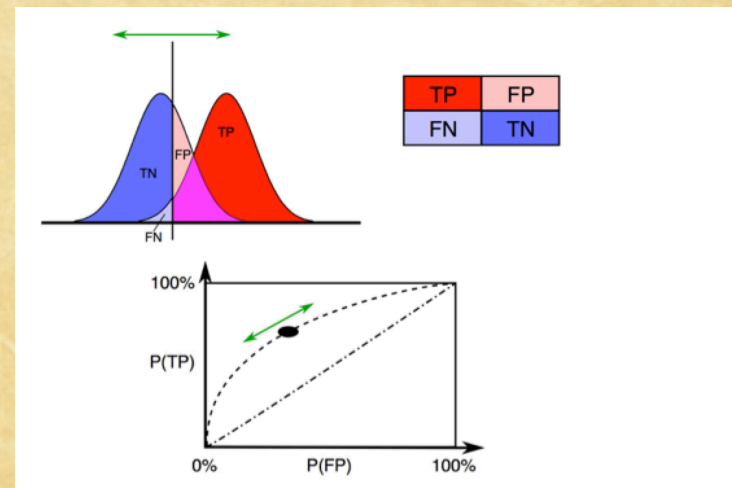 TP FP
FN TN
TP
FP
TN
FN
100%
P(TP)
0% P(FP) 100%